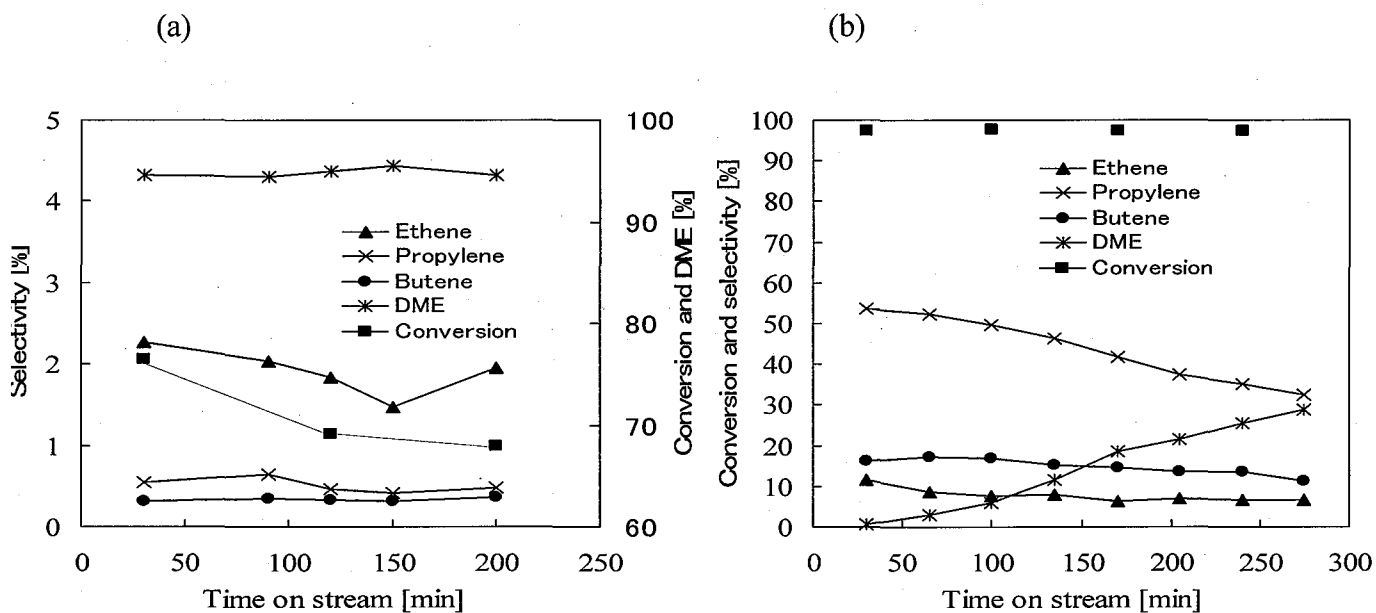 (a)
(b)
5
4
3
2
1
0
Selectivity [%]
100
90
80
70
60
Conversion and DME [%]
Ethene
Propylene
Butene
DME
Conversion
0
50
100
150
200
250
Time on stream [min]
100
90
80
70
60
50
40
30
20
10
0
Conversion and selectivity [%]
Ethene
Propylene
Butene
DME
Conversion
0
50
100
150
200
250
300
Time on stream [min]